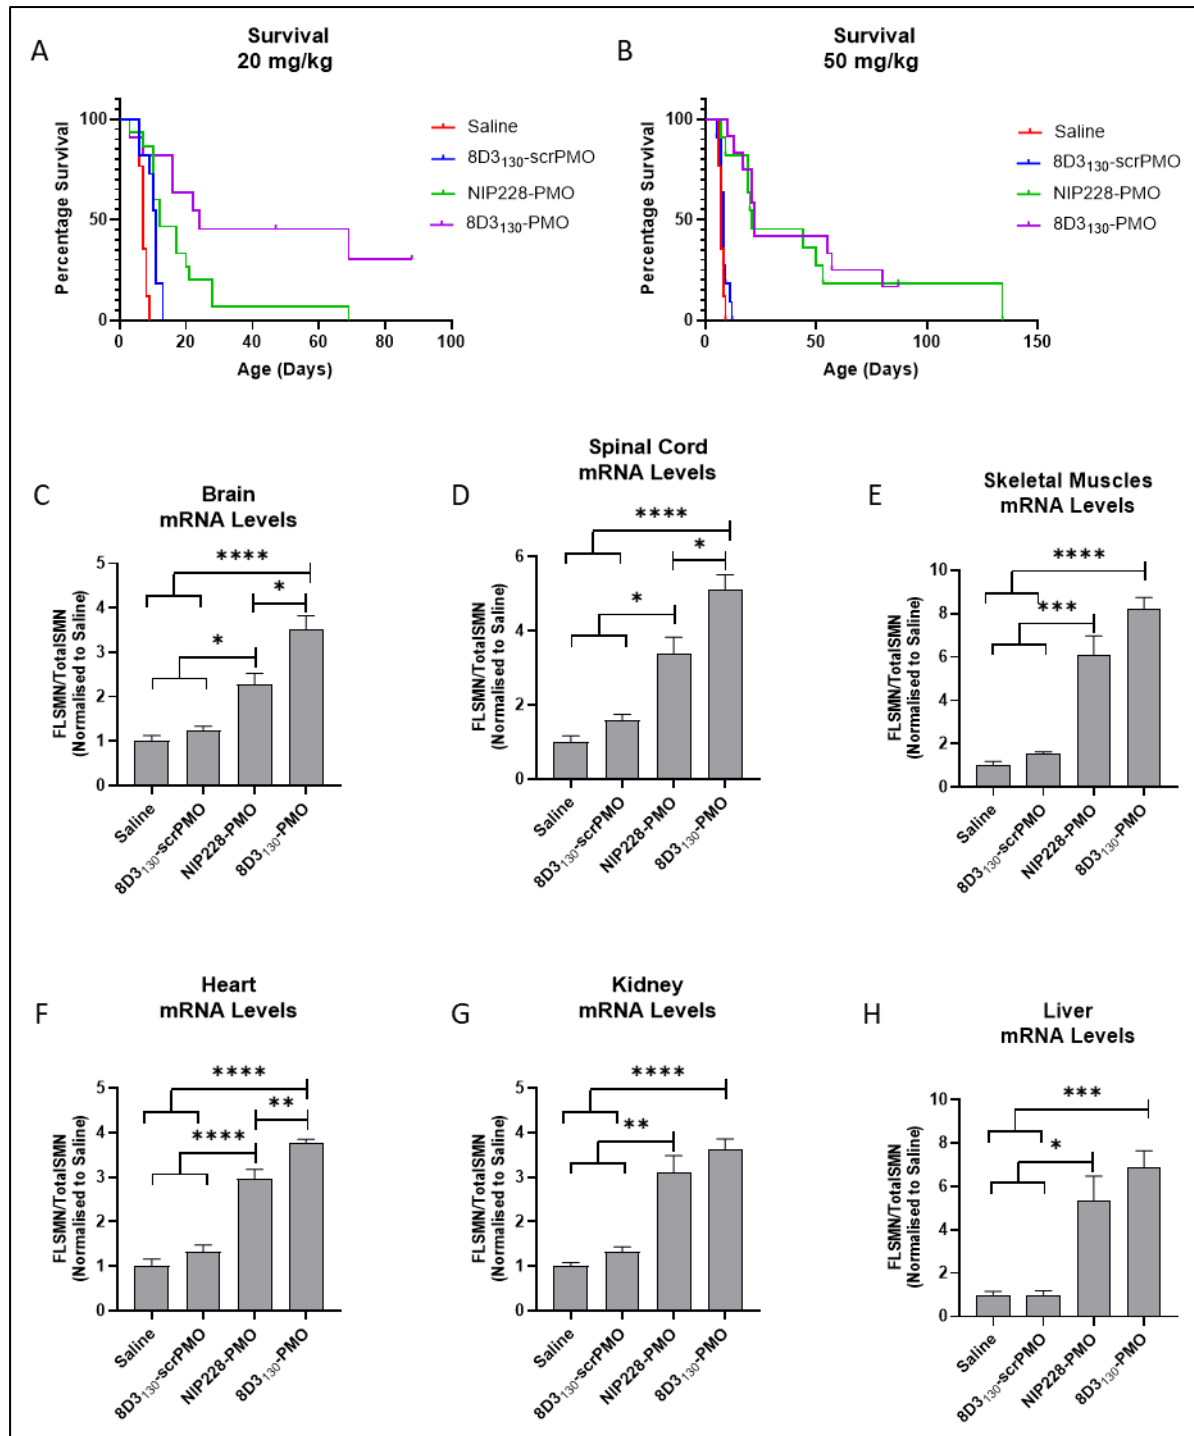 A
Survival
20 mg/kg
100
50
0
Percentage Survival
0 20 40 60 80 100
Age (Days)
Saline
8D3₁₃₀-scrPMO
NIP228-PMO
8D3₁₃₀-PMO
B
Survival
50 mg/kg
100
50
0
Percentage Survival
0 50 100 150
Age (Days)
Saline
8D3₁₃₀-scrPMO
NIP228-PMO
8D3₁₃₀-PMO
C
Brain
mRNA Levels
****
*
*
5
4
3
2
1
0
FLSMN/TotalSMN
(Normalised to Saline)
Saline
8D3₁₃₀-scrPMO
NIP228-PMO
8D3₁₃₀-PMO
D
Spinal Cord
mRNA Levels
****
*
*
6
4
2
0
FLSMN/TotalSMN
(Normalised to Saline)
Saline
8D3₁₃₀-scrPMO
NIP228-PMO
8D3₁₃₀-PMO
E
Skeletal Muscles
mRNA Levels
****
***
10
8
6
4
2
0
FLSMN/TotalSMN
(Normalised to Saline)
Saline
8D3₁₃₀-scrPMO
NIP228-PMO
8D3₁₃₀-PMO
F
Heart
mRNA Levels
****
**
****
5
4
3
2
1
0
FLSMN/TotalSMN
(Normalised to Saline)
Saline
8D3₁₃₀-scrPMO
NIP228-PMO
8D3₁₃₀-PMO
G
Kidney
mRNA Levels
****
**
5
4
3
2
1
0
FLSMN/TotalSMN
(Normalised to Saline)
Saline
8D3₁₃₀-scrPMO
NIP228-PMO
8D3₁₃₀-PMO
H
Liver
mRNA Levels
***
*
10
8
6
4
2
0
FLSMN/TotalSMN
(Normalised to Saline)
Saline
8D3₁₃₀-scrPMO
NIP228-PMO
8D3₁₃₀-PMO